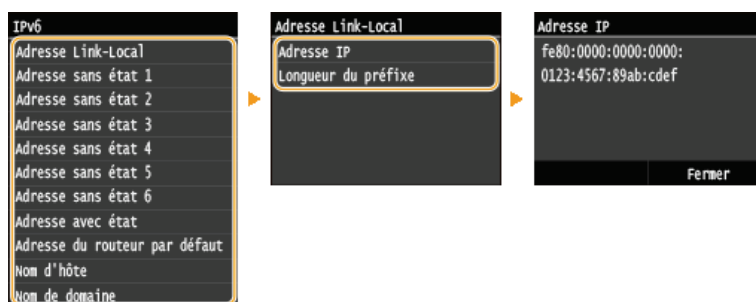 IPv6
Adresse Link-Local
Adresse sans état 1
Adresse sans état 2
Adresse sans état 3
Adresse sans état 4
Adresse sans état 5
Adresse sans état 6
Adresse avec état
Adresse du routeur par défaut
Nom d'hôte
Nom de domaine
Adresse Link-Local
Adresse IP
Longueur du préfixe
Adresse IP
fe80:0000:0000:0000:
0123:4567:89ab:cdef
Fermer